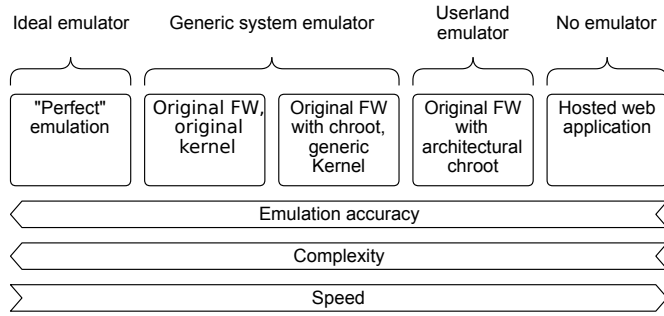 Ideal emulator
Generic system emulator
Userland
emulator
No emulator
"Perfect"
emulation
Original FW,
original
kernel
Original FW
with chroot,
generic
Kernel
Original FW
with
architectural
chroot
Hosted web
application
Emulation accuracy
Complexity
Speed